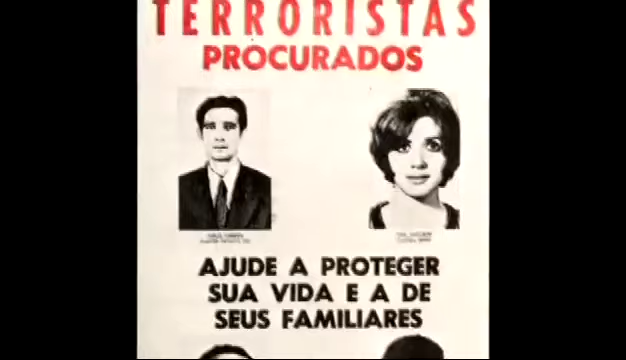 TERRORISTAS
PROCURADOS
AJUDE A PROTEGER
SUA VIDA E A DE
SEUS FAMILIARES